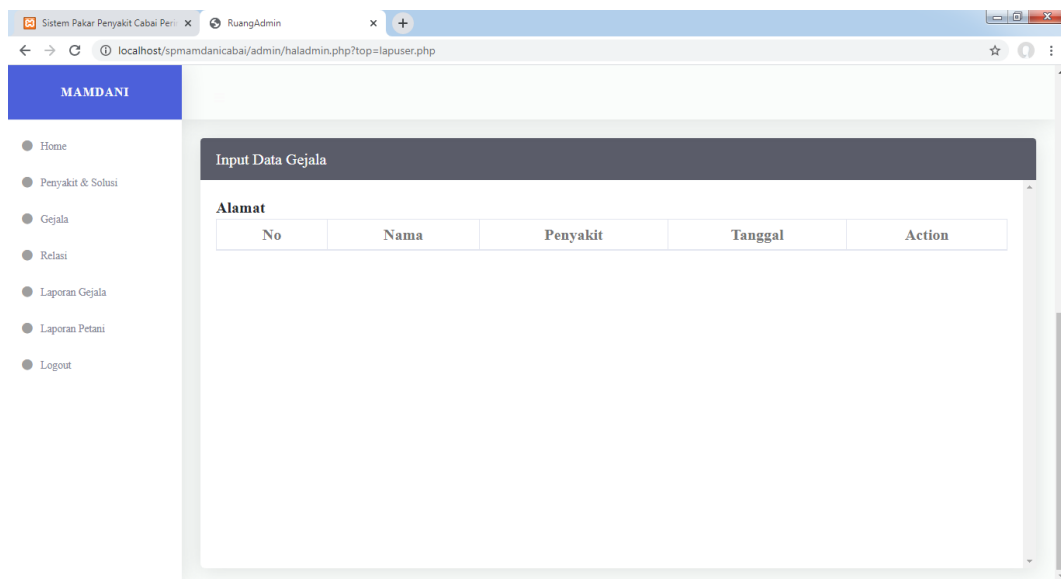 Sistem Pakar Penyakit Cabai Peri
RuangAdmin
localhost/spmamdanicabai/admin/haladmin.php?top=lapuser.php
MAMDANI
Home
Penyakit & Solusi
Gejala
Relasi
Laporan Gejala
Laporan Petani
Logout
Input Data Gejala
Alamat
No Nama Penyakit Tanggal Action